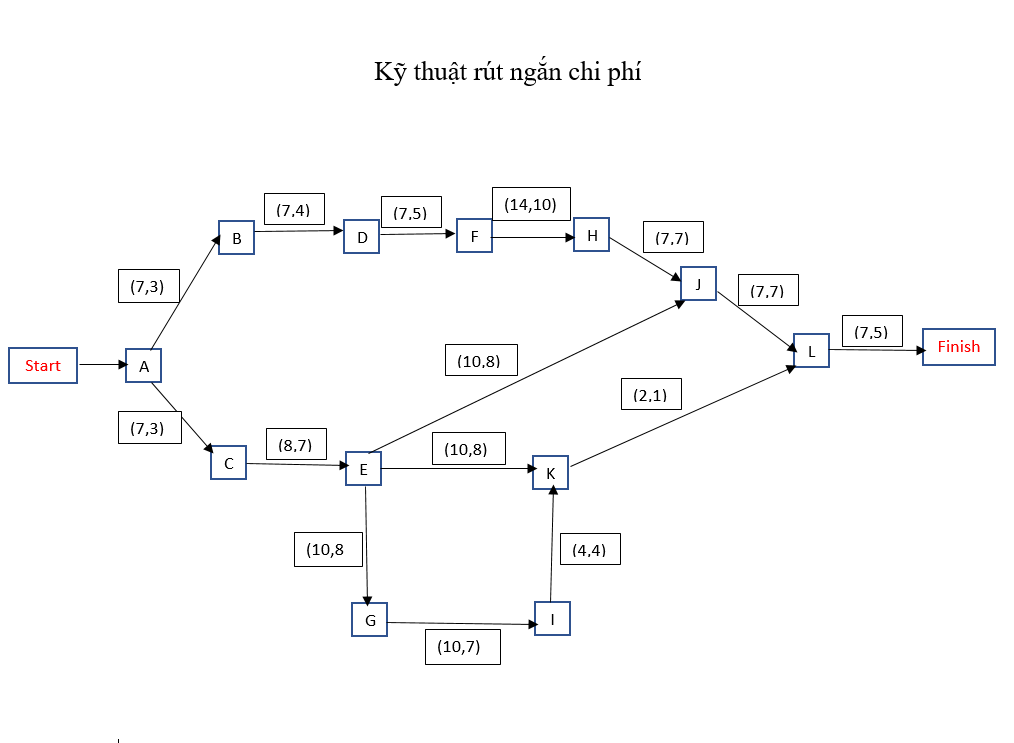 Kỹ thuật rút ngắn chi phí
(14,10)
(7,4)
(7,5)
B
D
F
H
(7,7)
(7,3)
J
(7,7)
(7,5)
Start
A
(10,8)
L
Finish
(2,1)
(7,3)
(8,7)
(10,8)
C
E
K
(10,8
(4,4)
G
I
(10,7)